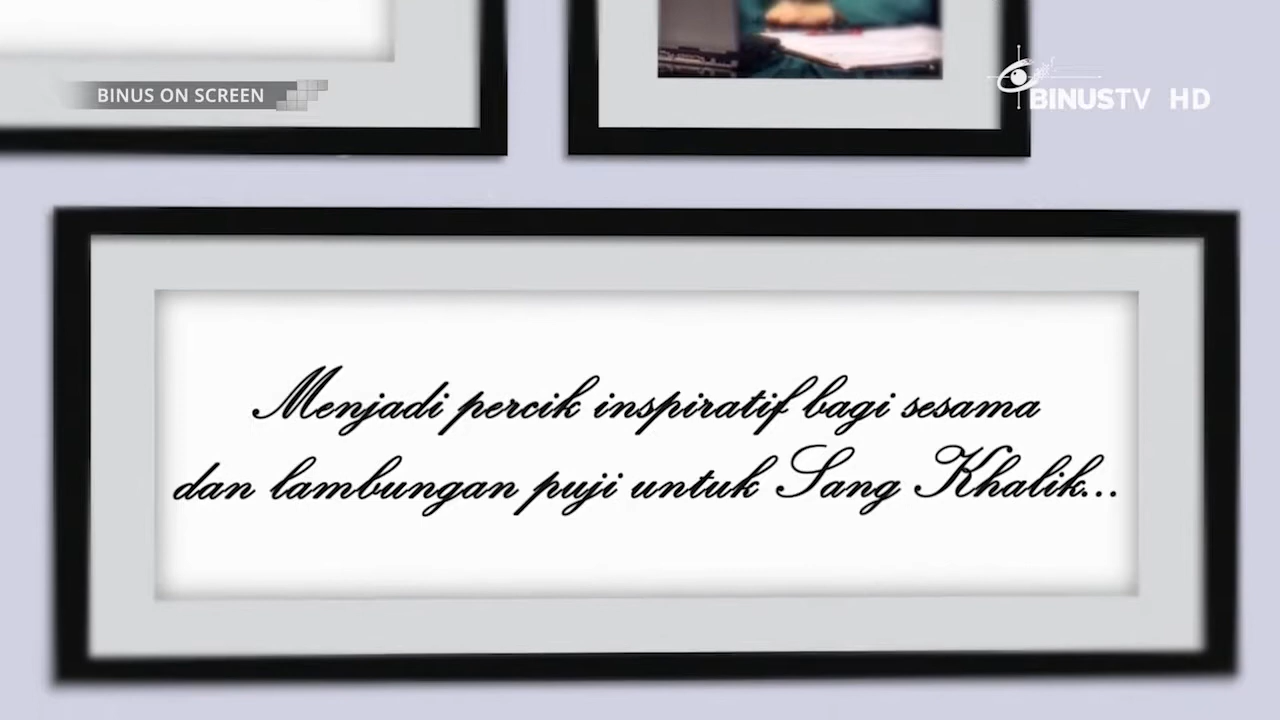 BINUS ON SCREEN
BINUSTV HD
Menjadi percik inspiratif bagi sesama
dan lambungan puji untuk Sang Khalik...